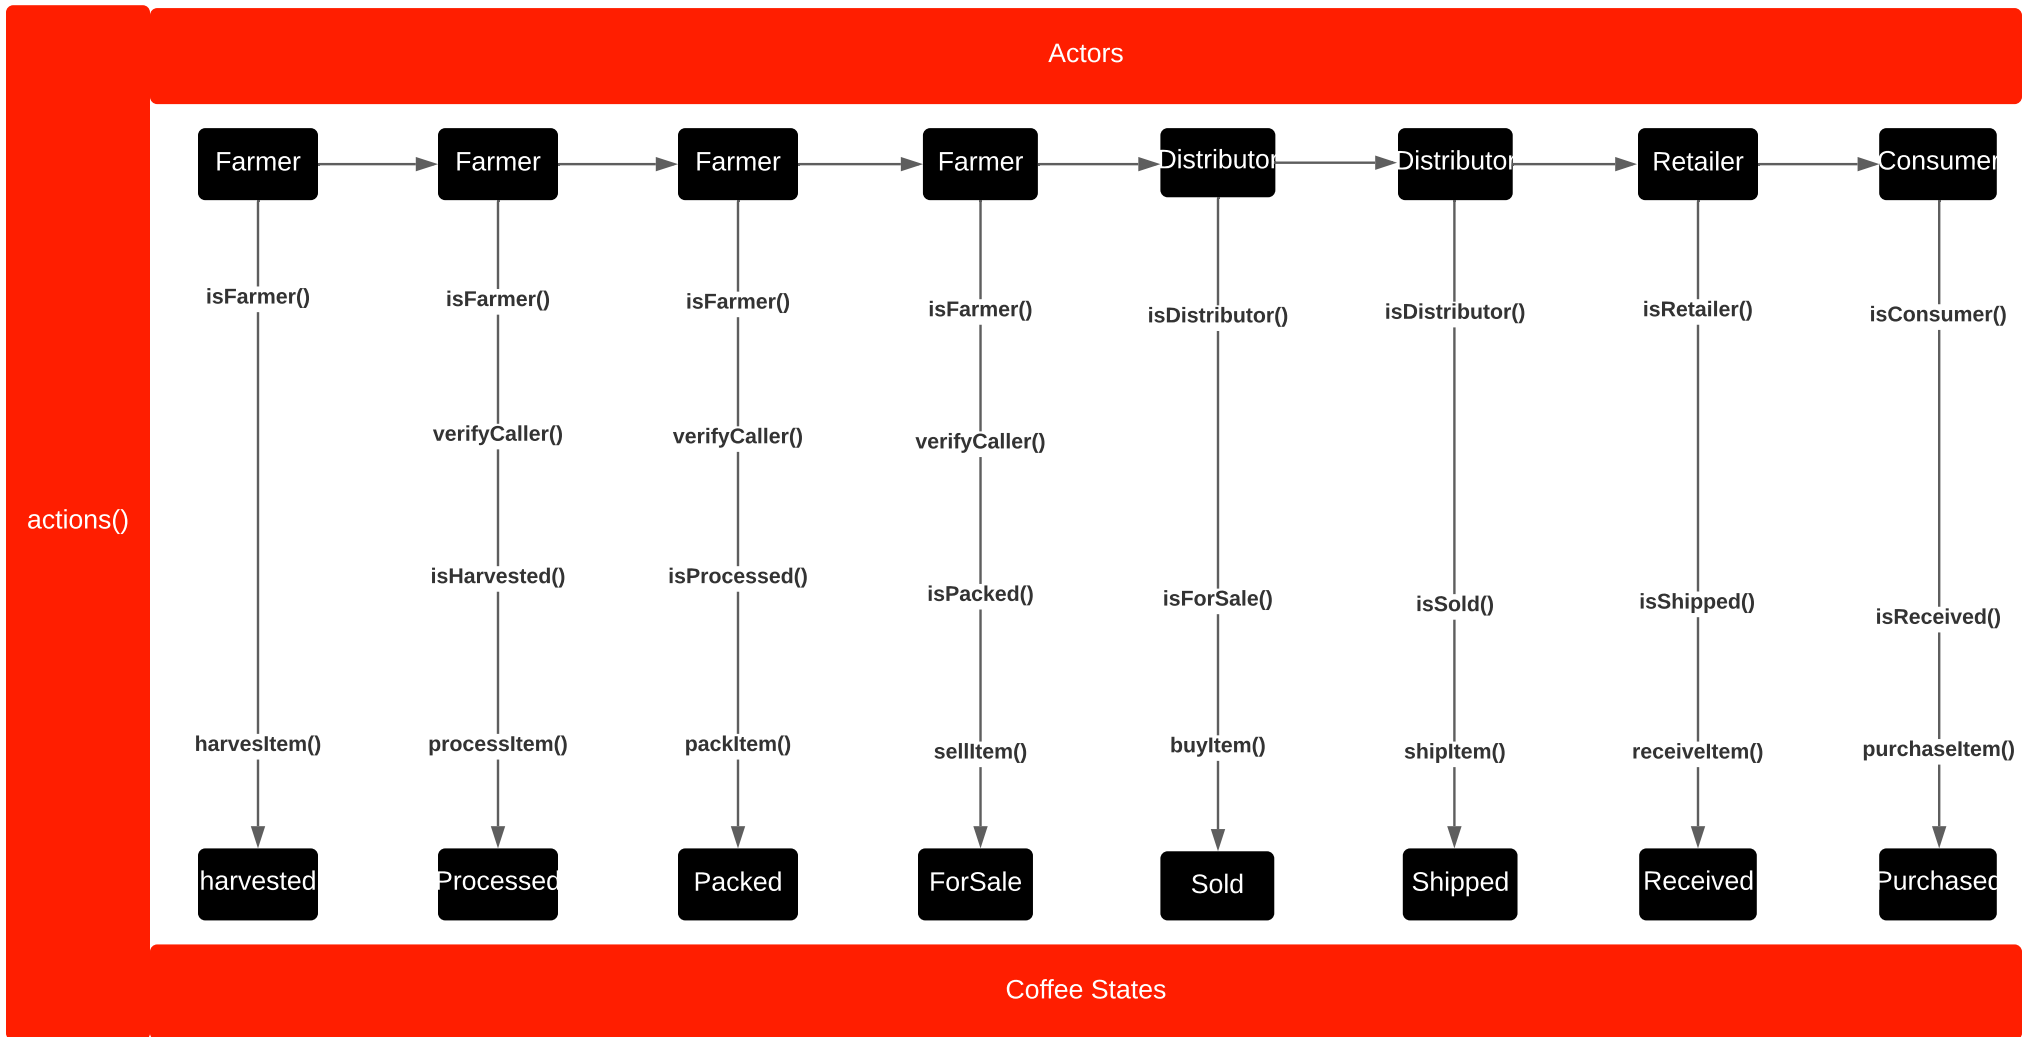 Actors
actions()
Farmer
Farmer
Farmer
Farmer
Distributor
Distributor
Retailer
Consumer
isFarmer()
isFarmer()
isFarmer()
isFarmer()
isDistributor()
isDistributor()
isRetailer()
isConsumer()
verifyCaller()
verifyCaller()
verifyCaller()
isHarvested()
isProcessed()
isPacked()
isForSale()
isSold()
isShipped()
isReceived()
harvesItem()
processItem()
packItem()
sellItem()
buyItem()
shipItem()
receiveItem()
purchaseItem()
harvested
Processed
Packed
ForSale
Sold
Shipped
Received
Purchased
Coffee States